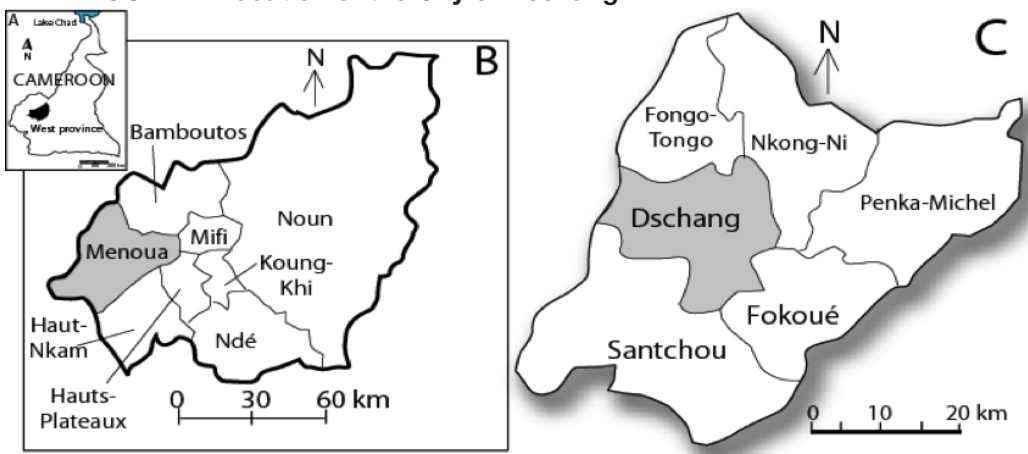 A
Lake Chad
N
CAMEROON
West province
B
N
Bamboutos
Noun
Mifi
Menoua
Koung-
Khi
Haut-
Nkam
Ndé
Hauts-
Plateaux
0 30 60 km
C
N
Fongo-
Tongo
Nkong-Ni
Penka-Michel
Dschang
Fokoué
Santchou
0 10 20 km